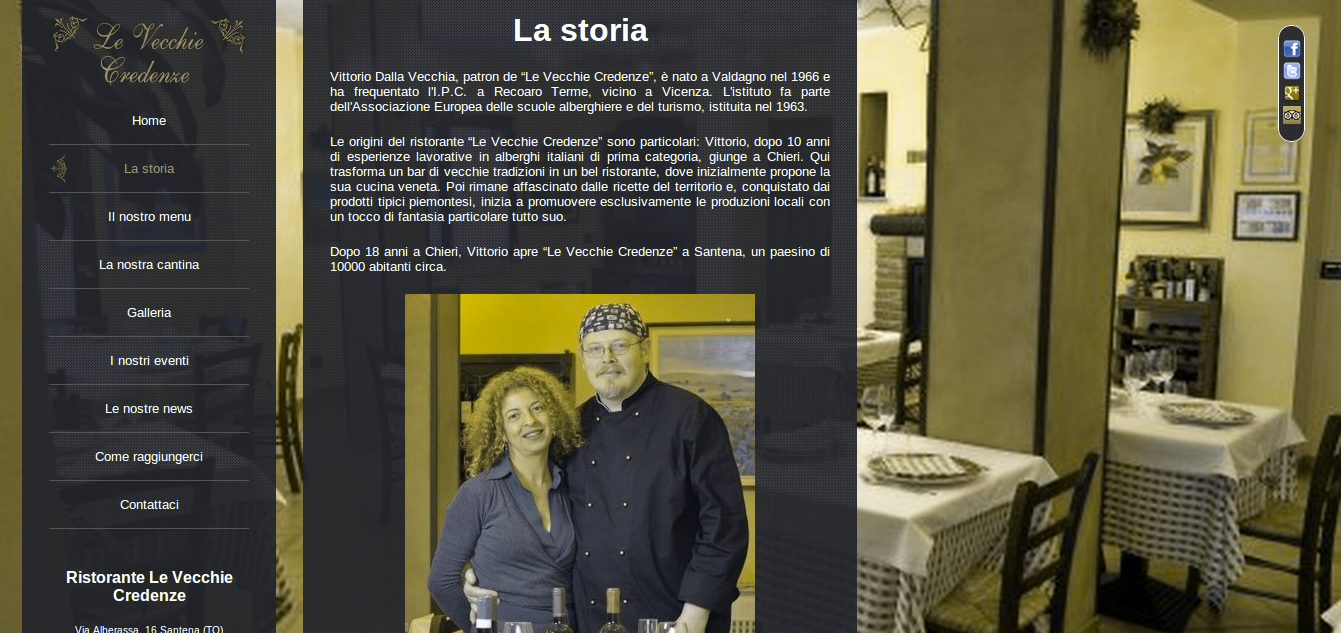 Le Vecchie
Credenze
Home
La storia
Il nostro menu
La nostra cantina
Galleria
I nostri eventi
Le nostre news
Come raggiungerci
Contattaci
Ristorante Le Vecchie
Credenze
Via Alberassa, 16 Santena (TO)
La storia
Vittorio Dalla Vecchia, patron de “Le Vecchie Credenze”, è nato a Valdagno nel 1966 e
ha frequentato l'I.P.C. a Recoaro Terme, vicino a Vicenza. L'istituto fa parte
dell'Associazione Europea delle scuole alberghiere e del turismo, istituita nel 1963.
Le origini del ristorante “Le Vecchie Credenze” sono particolari: Vittorio, dopo 10 anni
di esperienze lavorative in alberghi italiani di prima categoria, giunge a Chieri. Qui
trasforma un bar di vecchie tradizioni in un bel ristorante, dove inizialmente propone la
sua cucina veneta. Poi rimane affascinato dalle ricette del territorio e, conquistato dai
prodotti tipici piemontesi, inizia a promuovere esclusivamente le produzioni locali con
un tocco di fantasia particolare tutto suo.
Dopo 18 anni a Chieri, Vittorio apre “Le Vecchie Credenze” a Santena, un paesino di
10000 abitanti circa.